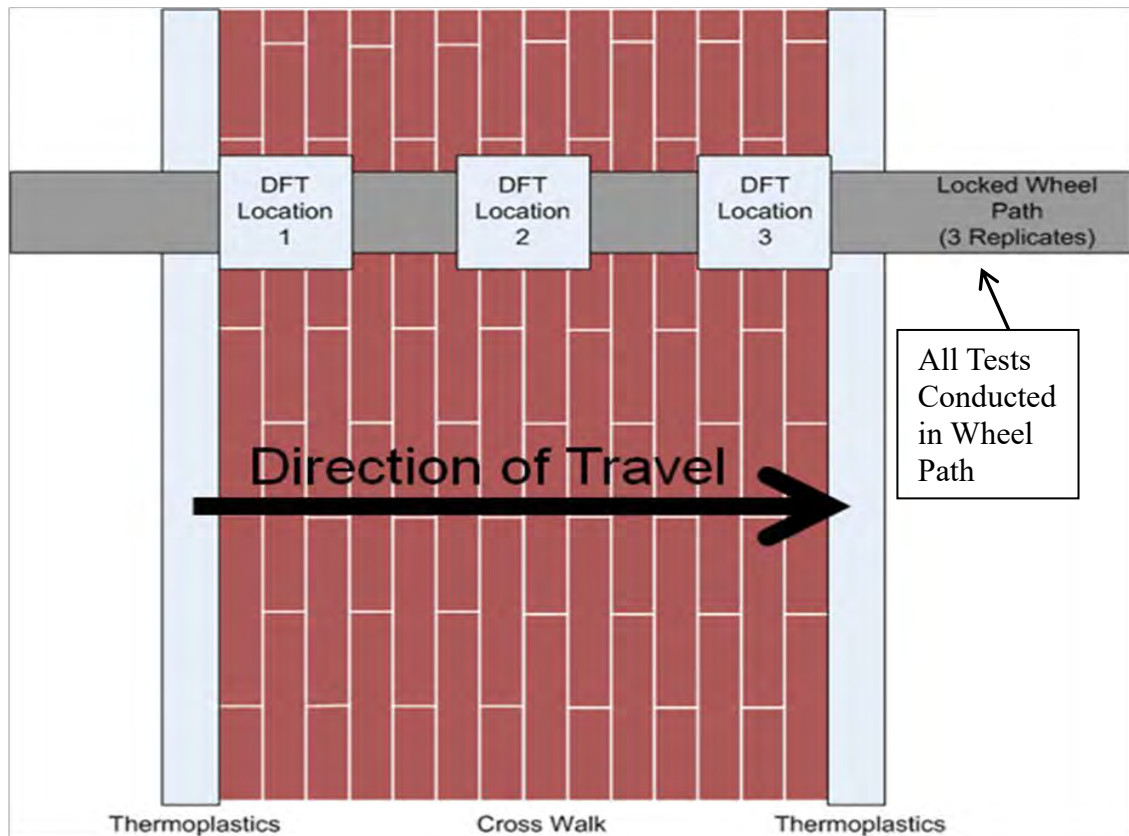 DFT
Location
1
DFT
Location
2
DFT
Location
3
Locked Wheel
Path
(3 Replicates)
All Tests
Conducted
in Wheel
Path
Direction of Travel
Thermoplastics
Cross Walk
Thermoplastics